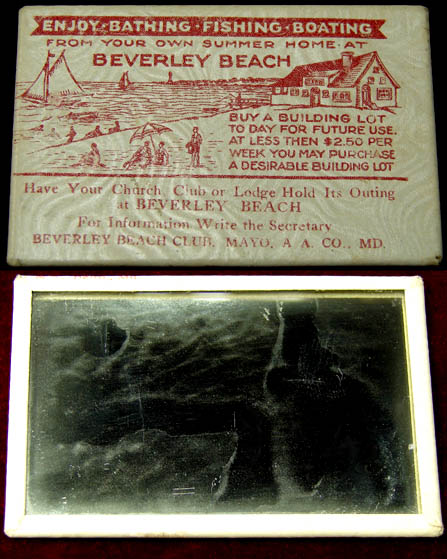 ENJOY·BATHING·FISHING·BOATING
FROM YOUR OWN SUMMER HOME·AT
BEVERLEY BEACH
BUY A BUILDING LOT
TO DAY FOR FUTURE USE.
AT LESS THEN $2.50 PER
WEEK YOU MAY PURCHASE
A DESIRABLE BUILDING LOT
Have Your Church, Club or Lodge Hold Its Outing
at BEVERLEY BEACH
For Information Write the Secretary
BEVERLEY BEACH CLUB, MAYO, A. A. CO., MD.